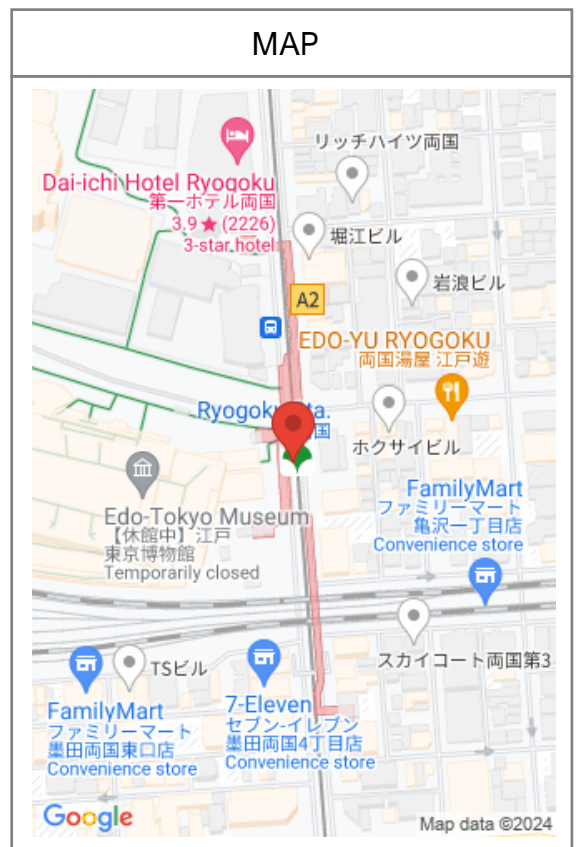 MAP
リッチハイツ両国
Dai-ichi Hotel Ryogoku
第一ホテル両国
3.9★(2226)
3-star hotel
堀江ビル
岩浪ビル
A2
EDO-YU RYOGOKU
両国湯屋 江戸遊
Ryogoku
国
ホクサイビル
Edo-Tokyo Museum
【休館中】江戸
東京博物館
Temporarily closed
FamilyMart
ファミリーマート
亀沢一丁目店
Convenience store
スカイコート両国第3
TSビル
FamilyMart
ファミリーマート
墨田両国東口店
Convenience store
7-Eleven
セブン-イレブン
墨田両国4丁目店
Convenience store
Google
Map data ©2024